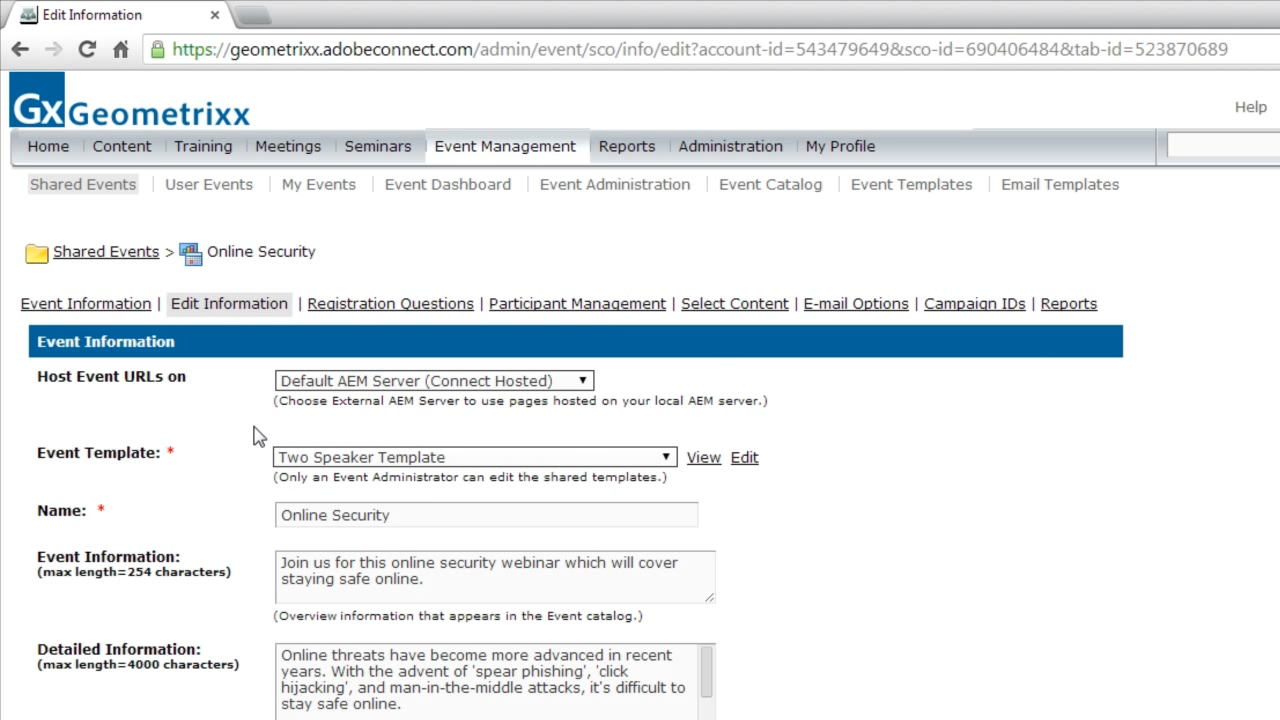 Edit Information ×
https://geometrixx.adobeconnect.com/admin/event/sco/info/edit?account-id=543479649&sco-id=690406484&tab-id=523870689
Gx Geometrixx
Help
Home Content Training Meetings Seminars Event Management Reports Administration My Profile
Shared Events User Events My Events Event Dashboard Event Administration Event Catalog Event Templates Email Templates
Shared Events > Online Security
Event Information | Edit Information | Registration Questions | Participant Management | Select Content | E-mail Options | Campaign IDs | Reports
Event Information
Host Event URLs on Default AEM Server (Connect Hosted)
(Choose External AEM Server to use pages hosted on your local AEM server.)
Event Template: * Two Speaker Template View Edit
(Only an Event Administrator can edit the shared templates.)
Name: * Online Security
Event Information:
(max length=254 characters)
Join us for this online security webinar which will cover
staying safe online.
(Overview information that appears in the Event catalog.)
Detailed Information:
(max length=4000 characters)
Online threats have become more advanced in recent
years. With the advent of 'spear phishing', 'click
hijacking', and man-in-the-middle attacks, it's difficult to
stay safe online.